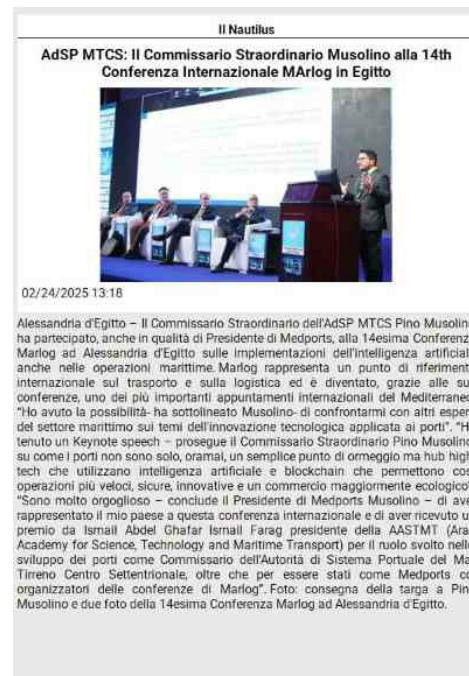 Il Nautilus
AdSP MTCS: Il Commissario Straordinario Musolino alla 14th
Conferenza Internazionale MArlog in Egitto
02/24/2025 13:18
Alessandria d'Egitto – Il Commissario Straordinario dell'AdSP MTCS Pino Musolin
ha partecipato, anche in qualità di Presidente di Medports, alla 14esima Conferenz
Marlog ad Alessandria d'Egitto sulle implementazioni dell'intelligenza artificial
anche nelle operazioni marittime. Marlog rappresenta un punto di riferiment
internazionale sul trasporto e sulla logistica ed è diventato, grazie alle su
conferenze, uno dei più importanti appuntamenti internazionali del Mediterraneo
"Ho avuto la possibilità- ha sottolineato Musolino- di confrontarmi con altri esper
del settore marittimo sui temi dell'innovazione tecnologica applicata ai porti". "H
tenuto un Keynote speech – prosegue il Commissario Straordinario Pino Musolino
su come i porti non sono solo, oramai, un semplice punto di ormeggio ma hub high
tech che utilizzano intelligenza artificiale e blockchain che permettono cos
operazioni più veloci, sicure, innovative e un commercio maggiormente ecologico"
"Sono molto orgoglioso – conclude il Presidente di Medports Musolino – di ave
rappresentato il mio paese a questa conferenza internazionale e di aver ricevuto u
premio da Ismail Abdel Ghafar Ismail Farag presidente della AASTMT (Ara
Academy for Science, Technology and Maritime Transport) per il ruolo svolto nell
sviluppo dei porti come Commissario dell'Autorità di Sistema Portuale del Ma
Tirreno Centro Settentrionale, oltre che per essere stati come Medports co
organizzatori delle conferenze di Marlog". Foto: consegna della targa a Pin
Musolino e due foto della 14esima Conferenza Marlog ad Alessandria d'Egitto.